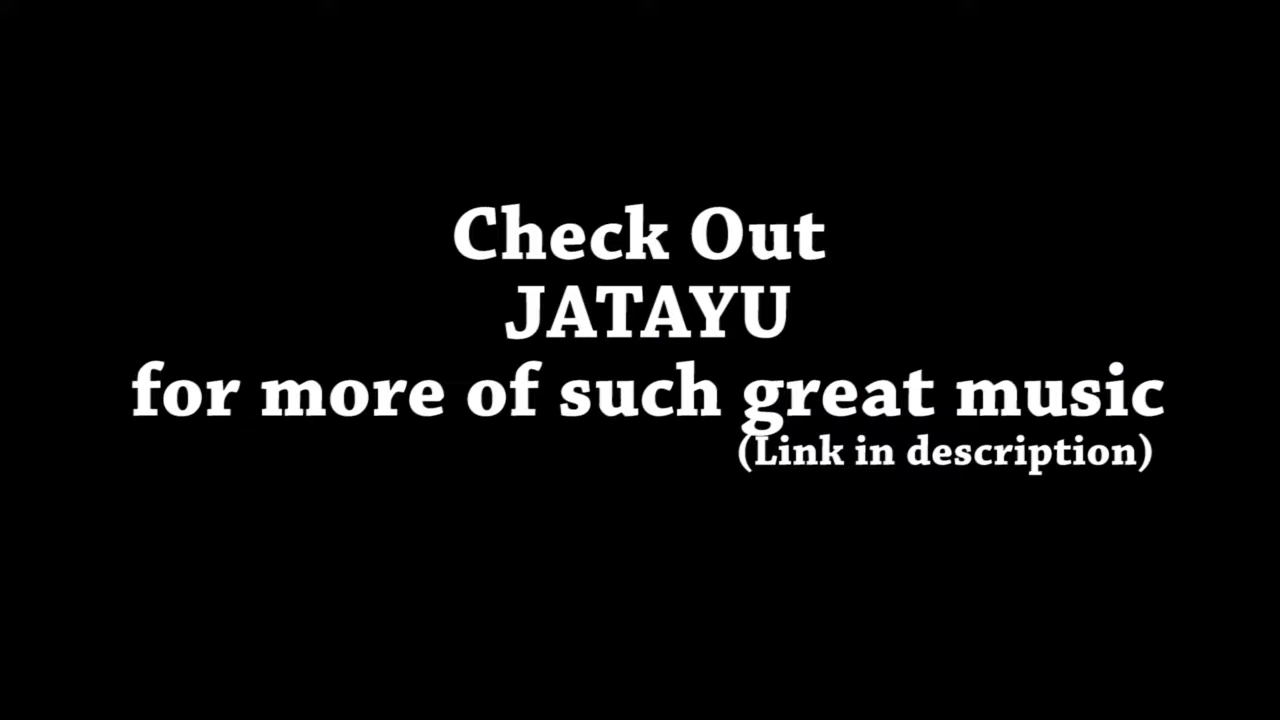 Check Out
JATAYU
for more of such great music
(Link in description)